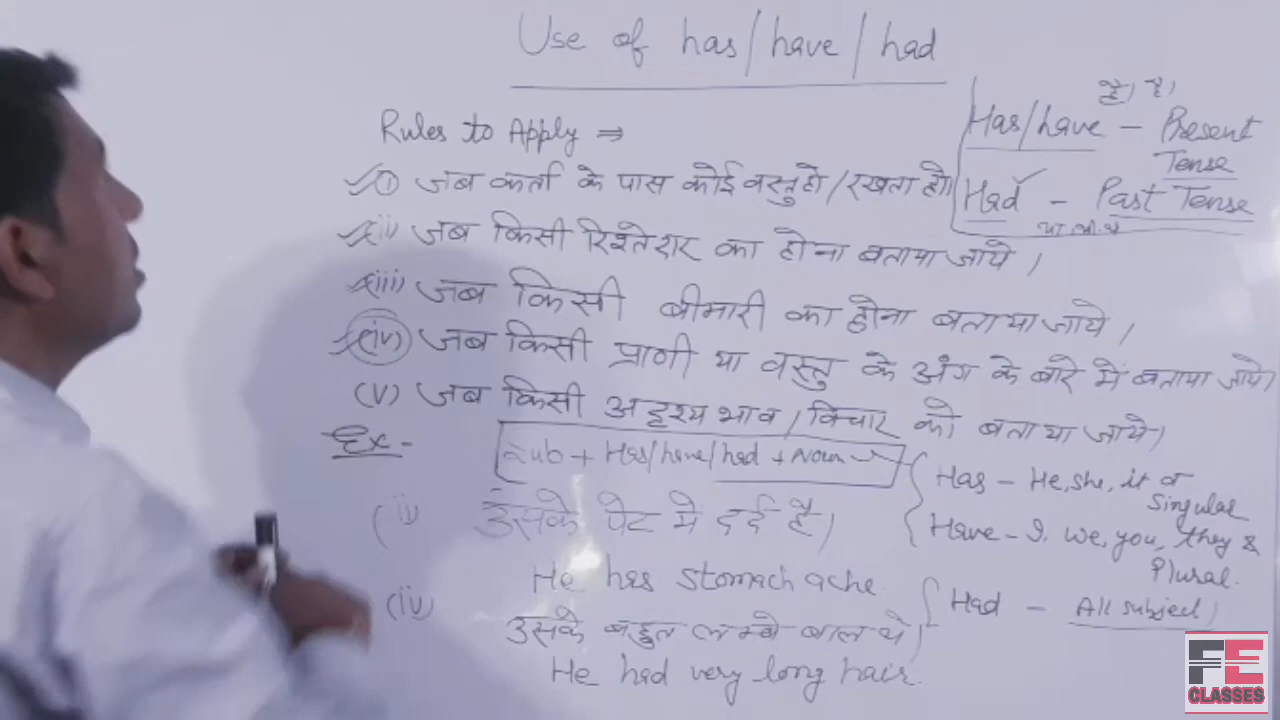 Use of has/have/had
है। हैं।
Has/have - Present Tense
Had - Past Tense
था.थी.थे
Rules to Apply ⇒
(i) जब कर्ता के पास कोई वस्तु हो/रखता हो।
(ii) जब किसी रिश्तेदार का होना बताया जाये।
(iii) जब किसी बीमारी का होना बताया जाये।
(iv) जब किसी प्राणी या वस्तु के अंग के बारे में बताया जाये।
(v) जब किसी अदृश्य भाव/विचार को बताया जाये।
Ex-
Sub + Has/have/had + Noun
Has - He, she, it or Singular
Have - I, we, you, they & Plural.
Had - All subject
उसके पेट में दर्द है।
He has stomach ache.
(iv) उसके बहुत लम्बे बाल थे।
He had very long hair.
FE
CLASSES